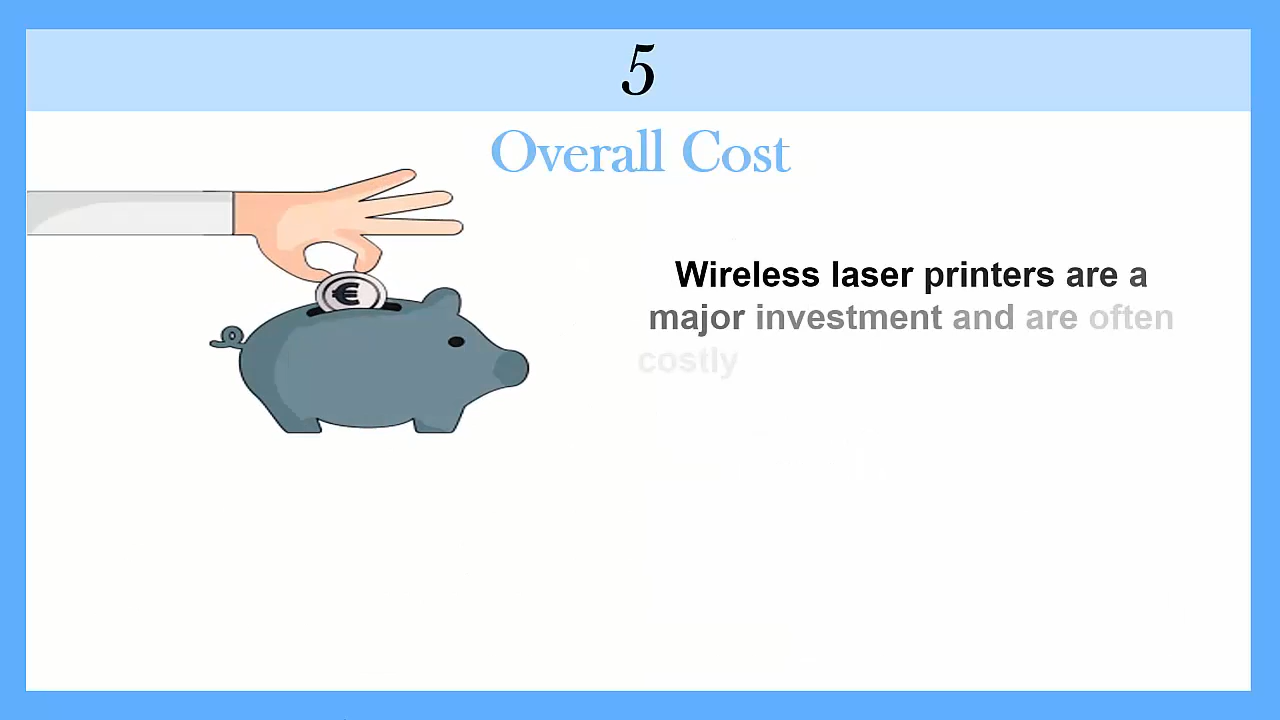 5
Overall Cost
€
Wireless laser printers are a
major investment and are often
costly